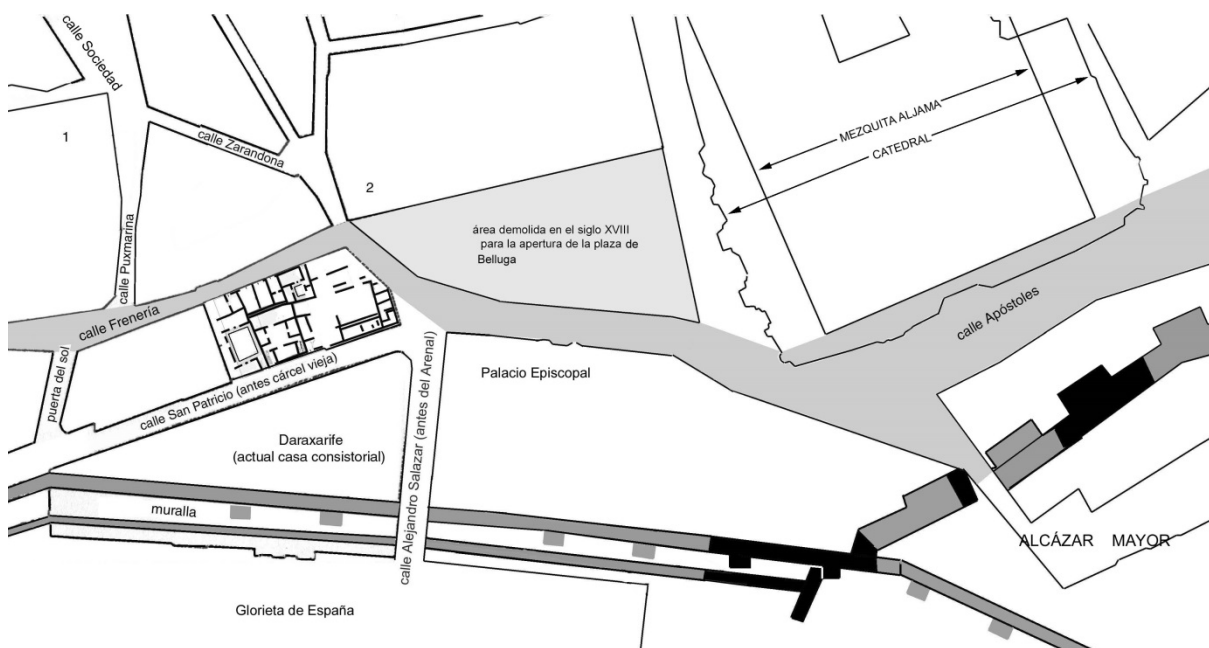 calle Sociedad
1
calle Zarandona
2
MEZQUITA ALJAMA
CATEDRAL
calle Puxmarina
área demolida en el siglo XVIII
para la apertura de la plaza de
Belluga
calle Frenería
calle Apóstoles
puerta del sol
calle San Patricio (antes cárcel vieja)
Palacio Episcopal
Daraxarife
(actual casa consistorial)
calle Alejandro Salazar (antes del Arenal)
muralla
ALCÁZAR MAYOR
Glorieta de España